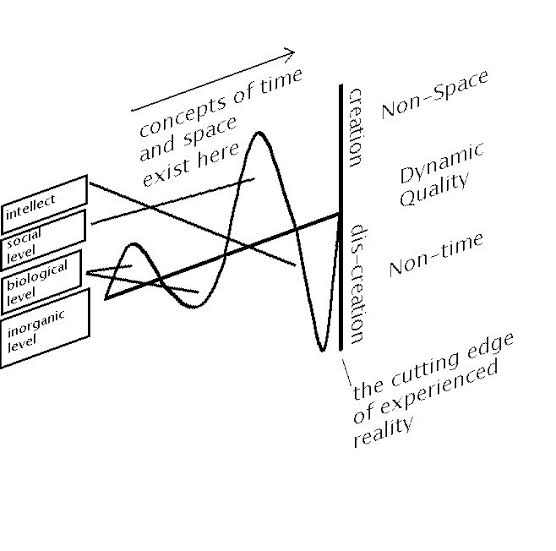 concepts of time
and space
exist here
creation
Non-Space
Dynamic
Quality
dis-creation
Non-time
intellect
social
level
biological
level
inorganic
level
the cutting edge
of experienced
reality